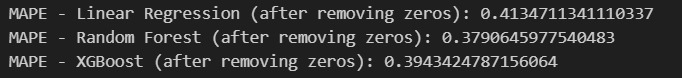 MAPE - Linear Regression (after removing zeros): 0.4134711341110337
MAPE - Random Forest (after removing zeros): 0.3790645977540483
MAPE - XGBoost (after removing zeros): 0.3943424787156064